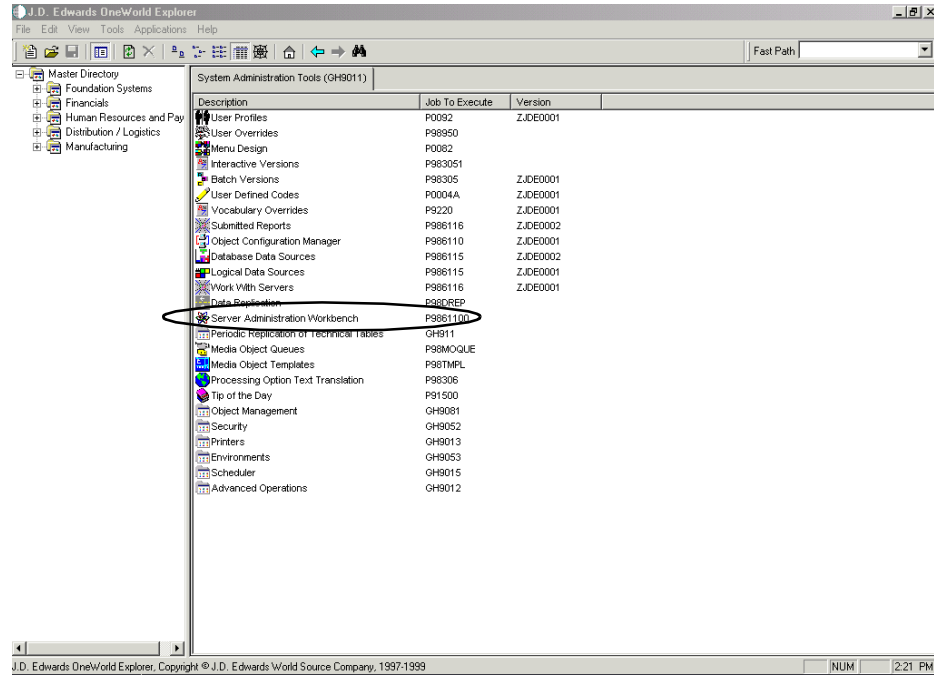 J.D. Edwards OneWorld Explorer
File Edit View Tools Applications Help
Fast Path
Master Directory
Foundation Systems
Financials
Human Resources and Pay
Distribution / Logistics
Manufacturing
System Administration Tools (GH9011)
Description Job To Execute Version
User Profiles P0092 ZJDE0001
User Overrides P98950
Menu Design P0082
Interactive Versions P983051
Batch Versions P98305 ZJDE0001
User Defined Codes P0004A ZJDE0001
Vocabulary Overrides P9220 ZJDE0001
Submitted Reports P986116 ZJDE0002
Object Configuration Manager P986110 ZJDE0001
Database Data Sources P986115 ZJDE0002
Logical Data Sources P986115 ZJDE0001
Work With Servers P986116 ZJDE0001
Data Replication P98DREP
Server Administration Workbench P9861100
Periodic Replication of Technical Tables GH911
Media Object Queues P98MOQUE
Media Object Templates P98TMPL
Processing Option Text Translation P98306
Tip of the Day P91500
Object Management GH9081
Security GH9052
Printers GH9013
Environments GH9053
Scheduler GH9015
Advanced Operations GH9012
J.D. Edwards OneWorld Explorer, Copyright © J.D. Edwards World Source Company, 1997-1999 NUM 2:21 PM